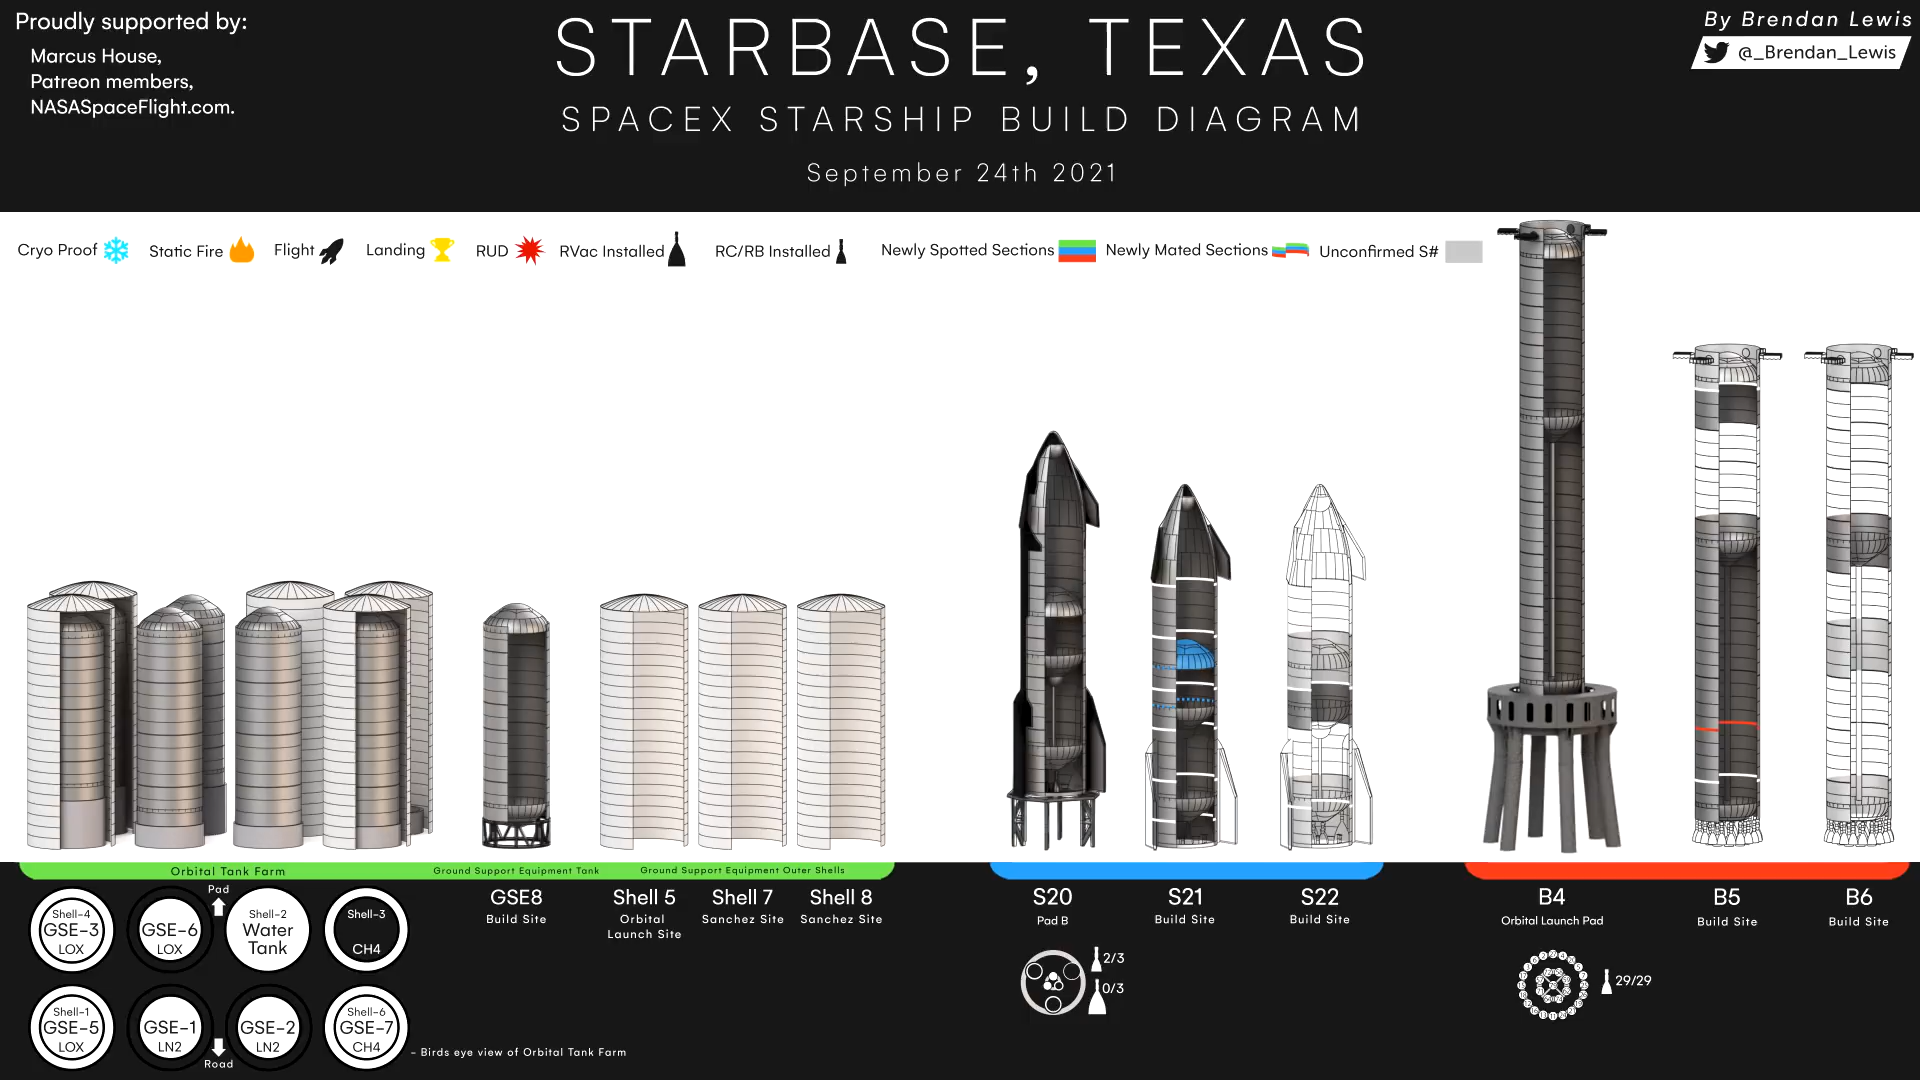 Proudly supported by:
Marcus House,
Patreon members,
NASASpaceFlight.com.
STARBASE, TEXAS
SPACEX STARSHIP BUILD DIAGRAM
September 24th 2021
By Brendan Lewis
@_Brendan_Lewis
Cryo Proof
Static Fire
Flight
Landing
RUD
RVac Installed
RC/RB Installed
Newly Spotted Sections
Newly Mated Sections
Unconfirmed S#
Orbital Tank Farm
Ground Support Equipment Tank
Ground Support Equipment Outer Shells
Pad
Shell-4
GSE-3
LOX
GSE-6
LOX
Shell-2
Water
Tank
Shell-3
CH4
Shell-1
GSE-5
LOX
GSE-1
LN2
GSE-2
LN2
Shell-6
GSE-7
CH4
Road
- Birds eye view of Orbital Tank Farm
GSE8
Build Site
Shell 5
Orbital
Launch Site
Shell 7
Sanchez Site
Shell 8
Sanchez Site
S20
Pad B
2/3
0/3
S21
Build Site
S22
Build Site
B4
Orbital Launch Pad
29/29
B5
Build Site
B6
Build Site